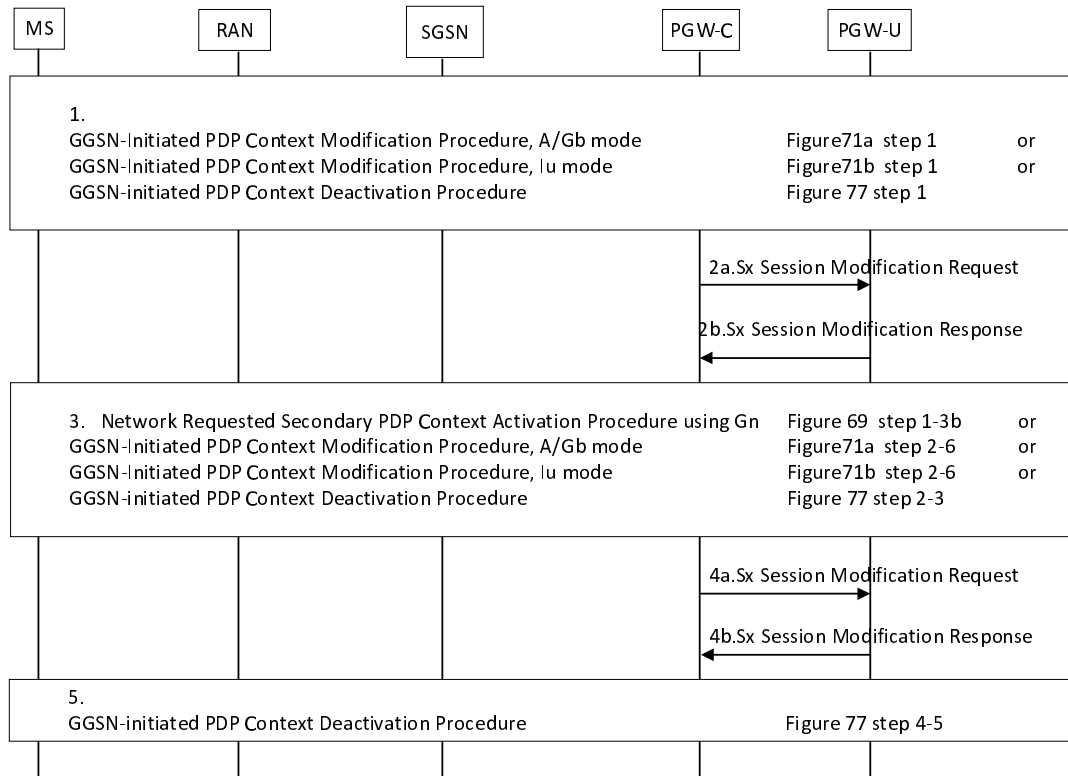 MS RAN SGSN PGW-C PGW-U
1.
GGSN-Initiated PDP Context Modification Procedure, A/Gb mode Figure71a step 1 or
GGSN-Initiated PDP Context Modification Procedure, Iu mode Figure71b step 1 or
GGSN-initiated PDP Context Deactivation Procedure Figure 77 step 1
2a.Sx Session Modification Request
2b.Sx Session Modification Response
3. Network Requested Secondary PDP Context Activation Procedure using Gn Figure 69 step 1-3b or
GGSN-Initiated PDP Context Modification Procedure, A/Gb mode Figure71a step 2-6 or
GGSN-Initiated PDP Context Modification Procedure, Iu mode Figure71b step 2-6 or
GGSN-initiated PDP Context Deactivation Procedure Figure 77 step 2-3
4a.Sx Session Modification Request
4b.Sx Session Modification Response
5.
GGSN-initiated PDP Context Deactivation Procedure Figure 77 step 4-5